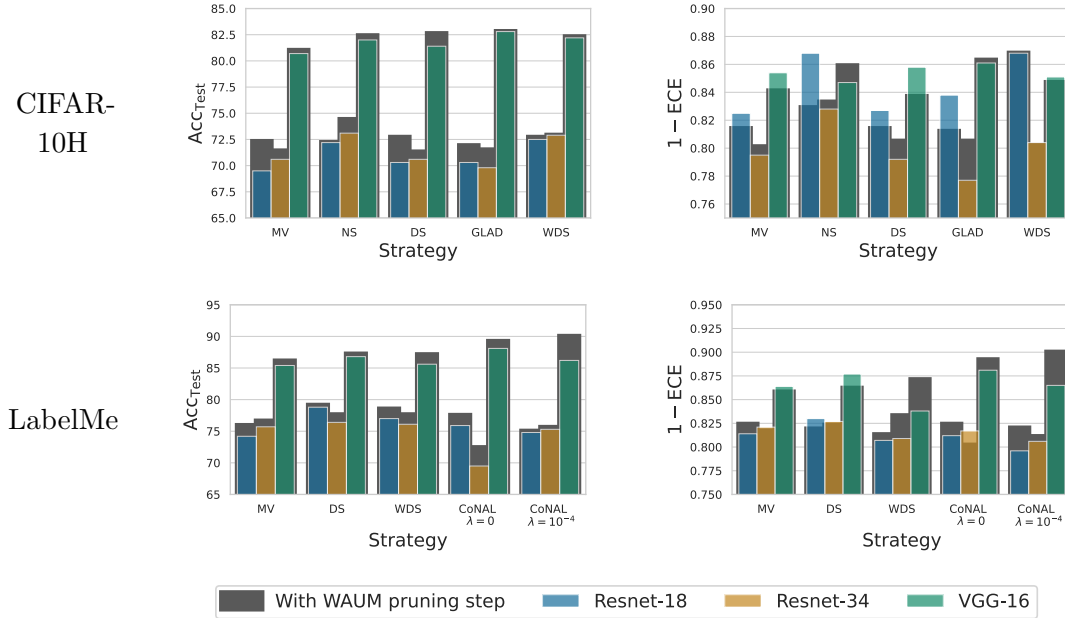 CIFAR-
10H
Acc_Test
85.0
82.5
80.0
77.5
75.0
72.5
70.0
67.5
65.0
MV NS DS GLAD WDS
Strategy
1 − ECE
0.90
0.88
0.86
0.84
0.82
0.80
0.78
0.76
MV NS DS GLAD WDS
Strategy
LabelMe
Acc_Test
95
90
85
80
75
70
65
MV DS WDS CoNAL CoNAL
λ = 0 λ = 10⁻⁴
Strategy
1 − ECE
0.950
0.925
0.900
0.875
0.850
0.825
0.800
0.775
0.750
MV DS WDS CoNAL CoNAL
λ = 0 λ = 10⁻⁴
Strategy
With WAUM pruning step Resnet-18 Resnet-34 VGG-16